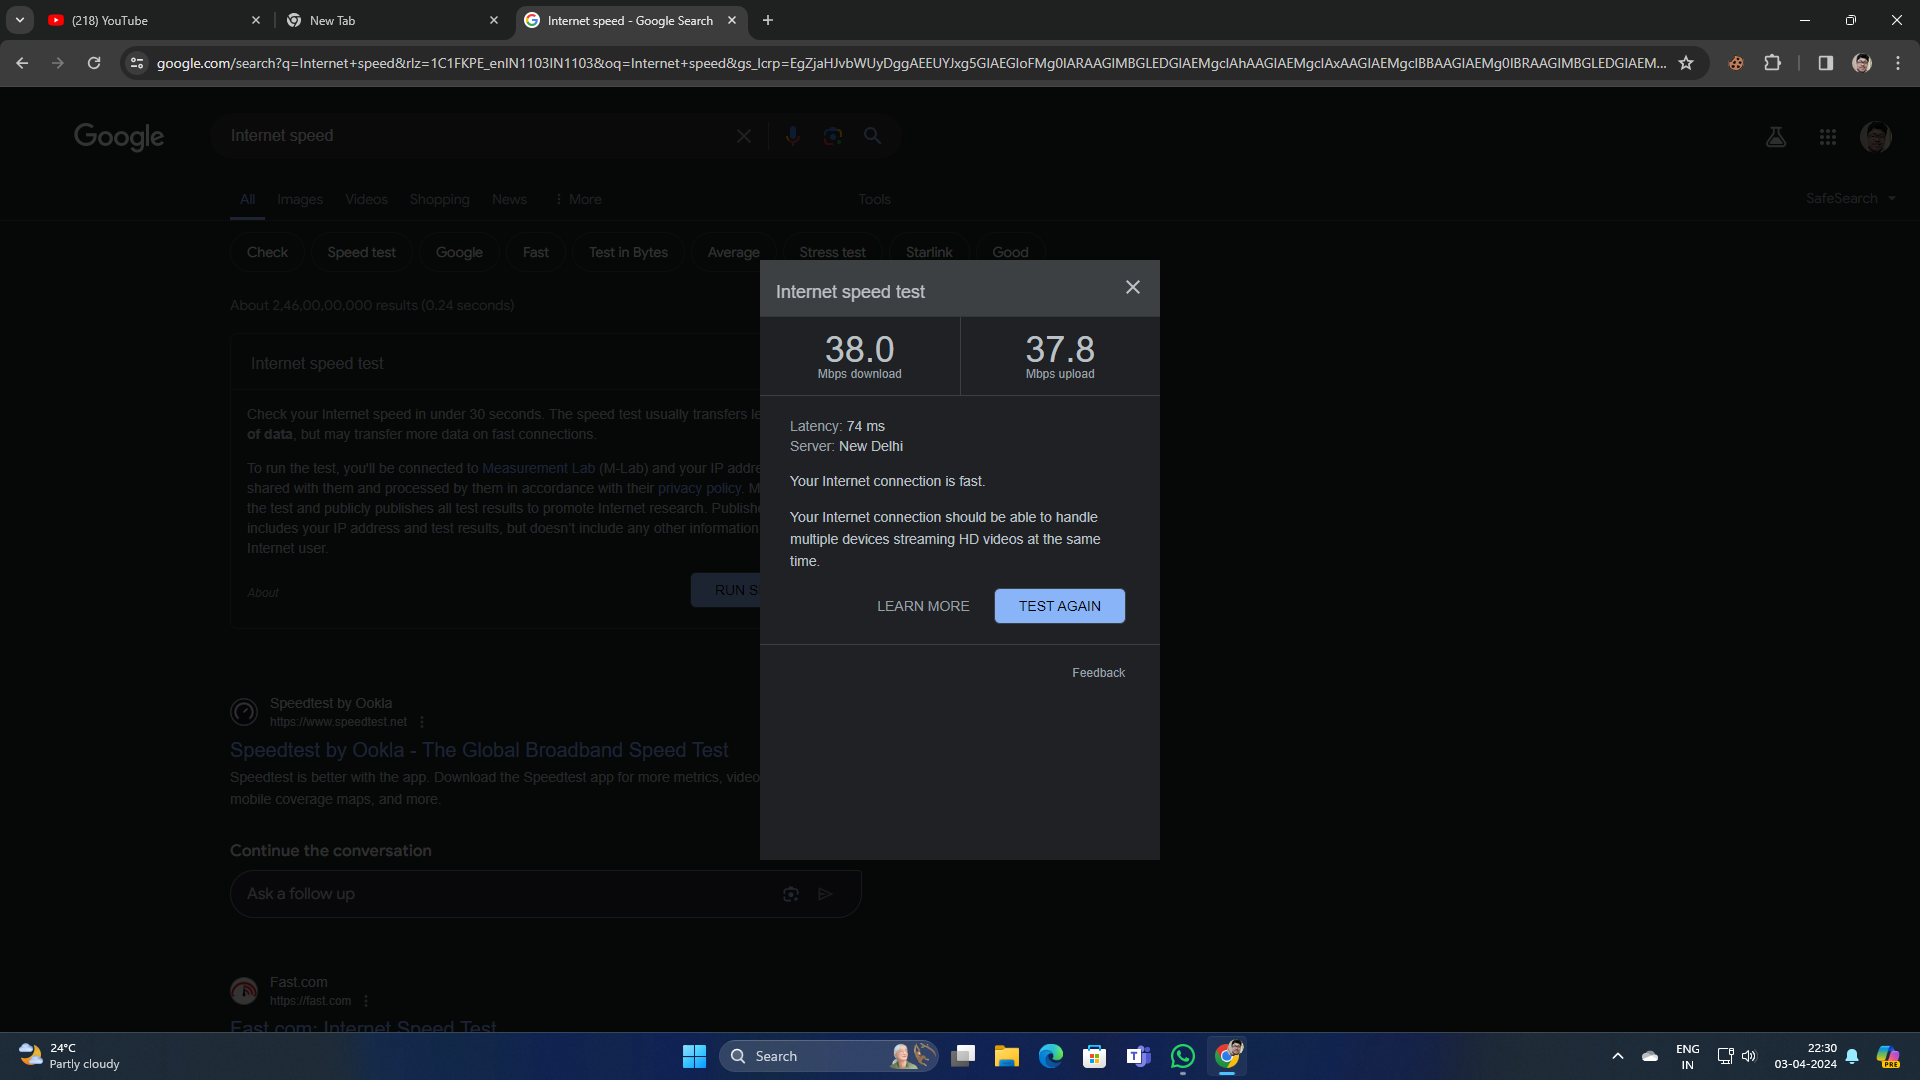 (218) YouTube
New Tab
Internet speed - Google Search
google.com/search?q=Internet+speed&rlz=1C1FKPE_enIN1103IN1103&oq=Internet+speed&gs_lcrp=
Google
Internet speed
All
Images
Videos
Shopping
News
More
Tools
SafeSearch
Check
Speed test
Google
Fast
Test in Bytes
Average
Stress test
Starlink
Good
About 2,46,00,00,000 results (0.24 seconds)
Internet speed test
Check your Internet speed in under 30 seconds. The speed test usually transfers
of data, but may transfer more data on fast connections.
To run the test, you'll be connected to Measurement Lab (M-Lab) and your IP
shared with them and processed by them in accordance with their privacy policy.
the test and publicly publishes all test results to promote Internet research.
includes your IP address and test results, but doesn't include any other information
Internet user.
About
RUN
Internet speed test
38.0
Mbps download
37.8
Mbps upload
Latency: 74 ms
Server: New Delhi
Your Internet connection is fast.
Your Internet connection should be able to handle
multiple devices streaming HD videos at the same
time.
LEARN MORE
TEST AGAIN
Feedback
Speedtest by Ookla
https://www.speedtest.net
Speedtest by Ookla - The Global Broadband Speed Test
Speedtest is better with the app. Download the Speedtest app for more metrics, video
mobile coverage maps, and more.
Continue the conversation
Ask a follow up
Fast.com
https://fast.com
Fast.com: Internet Speed Test
24°C
Partly cloudy
Search
ENG
IN
22:30
03-04-2024
PRE